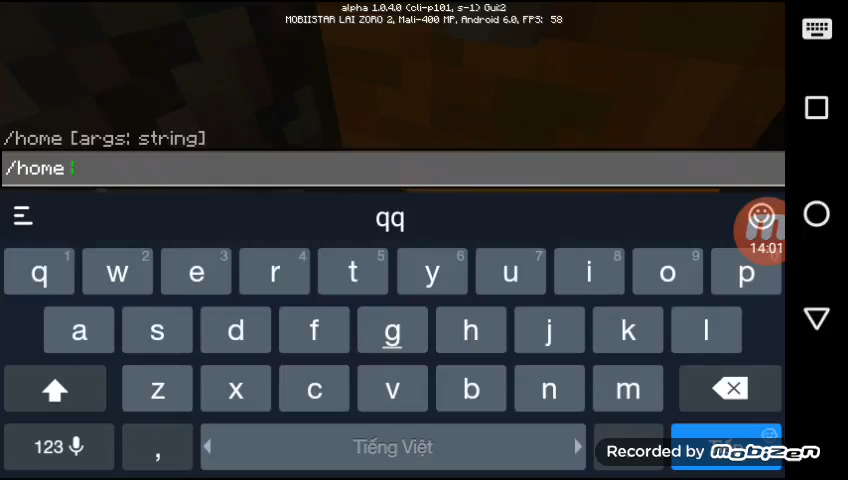 alpha 1.0.4.0 (cli-p101, s-1) Gui:2
MOBIISTAR LAI ZORO 2, Mali-400 MP, Android 6.0, FPS: 58
/home [args: string]
/home
qq
14:01
q 1 w 2 e 3 r 4 t 5 y 6 u 7 i 8 o 9 p
a s d f g h j k l
z x c v b n m
123 , Tiếng Việt
Recorded by mobizen